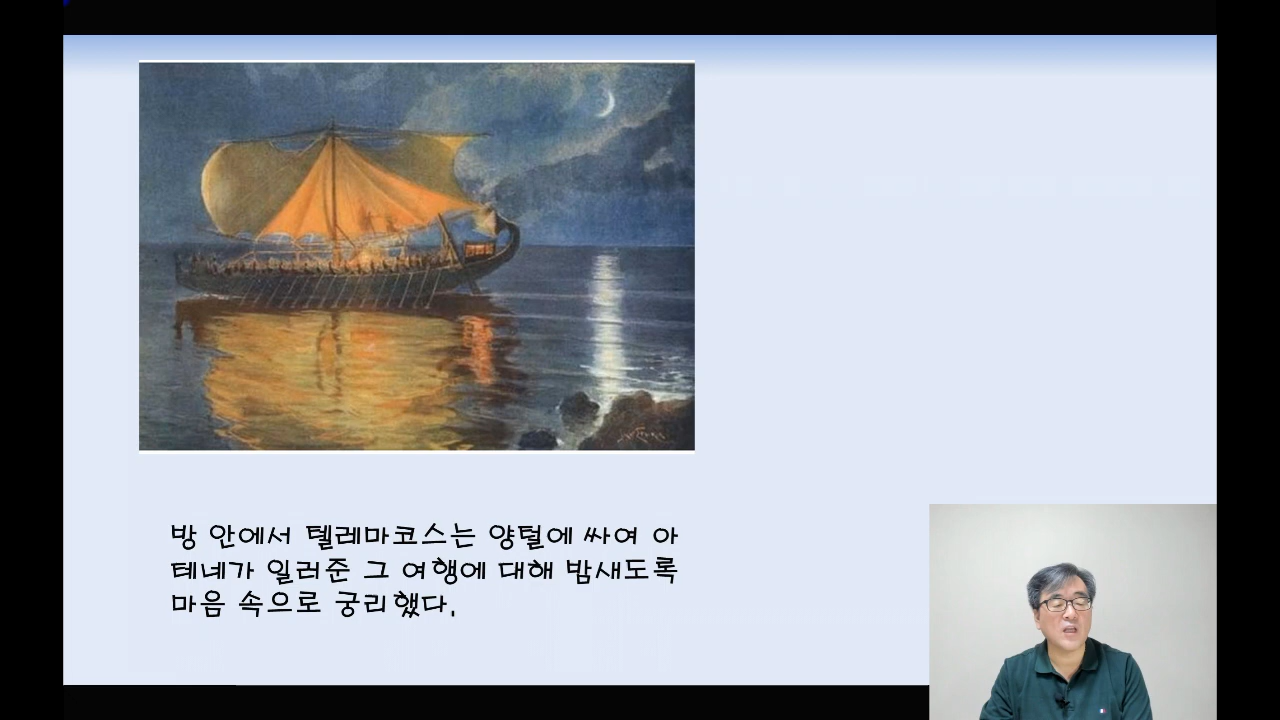 방 안에서 텔레마코스는 양털에 싸여 아
테네가 일러준 그 여행에 대해 밤새도록
마음 속으로 궁리했다.